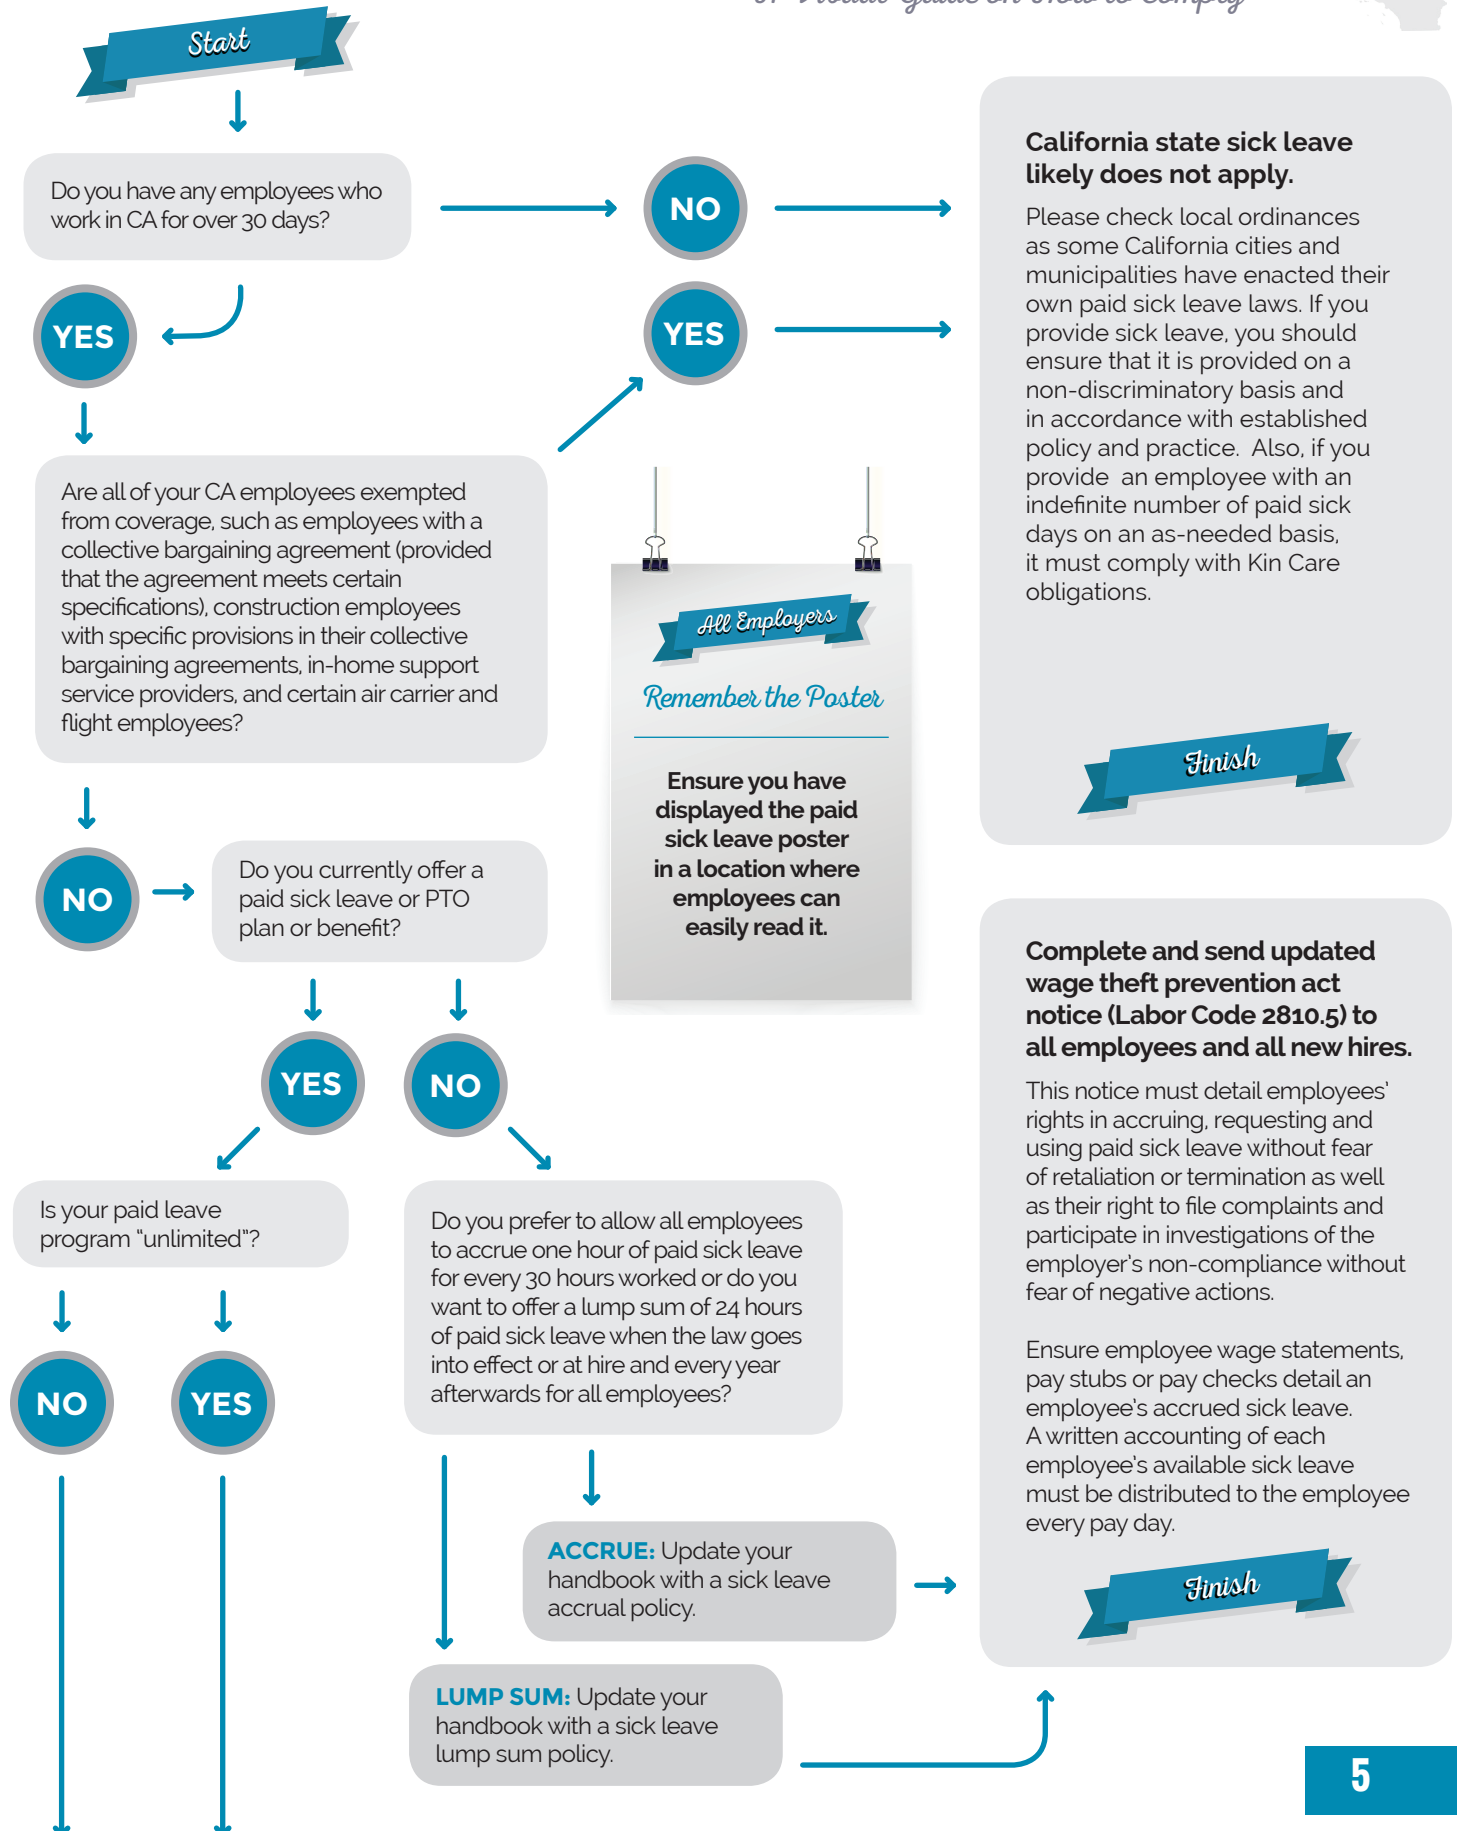 Visual Guide on How to Comply
Start
Do you have any employees who
work in CA for over 30 days?
NO
YES
YES
California state sick leave
likely does not apply.
Please check local ordinances
as some California cities and
municipalities have enacted their
own paid sick leave laws. If you
provide sick leave, you should
ensure that it is provided on a
non-discriminatory basis and
in accordance with established
policy and practice. Also, if you
provide an employee with an
indefinite number of paid sick
days on an as-needed basis,
it must comply with Kin Care
obligations.
Finish
Are all of your CA employees exempted
from coverage, such as employees with a
collective bargaining agreement (provided
that the agreement meets certain
specifications), construction employees
with specific provisions in their collective
bargaining agreements, in-home support
service providers, and certain air carrier and
flight employees?
All Employers
Remember the Poster
Ensure you have
displayed the paid
sick leave poster
in a location where
employees can
easily read it.
NO
Do you currently offer a
paid sick leave or PTO
plan or benefit?
YES
NO
Is your paid leave
program "unlimited"?
NO
YES
Do you prefer to allow all employees
to accrue one hour of paid sick leave
for every 30 hours worked or do you
want to offer a lump sum of 24 hours
of paid sick leave when the law goes
into effect or at hire and every year
afterwards for all employees?
ACCRUE: Update your
handbook with a sick leave
accrual policy.
LUMP SUM: Update your
handbook with a sick leave
lump sum policy.
Complete and send updated
wage theft prevention act
notice (Labor Code 2810.5) to
all employees and all new hires.
This notice must detail employees'
rights in accruing, requesting and
using paid sick leave without fear
of retaliation or termination as well
as their right to file complaints and
participate in investigations of the
employer's non-compliance without
fear of negative actions.
Ensure employee wage statements,
pay stubs or pay checks detail an
employee's accrued sick leave.
A written accounting of each
employee's available sick leave
must be distributed to the employee
every pay day.
Finish
5